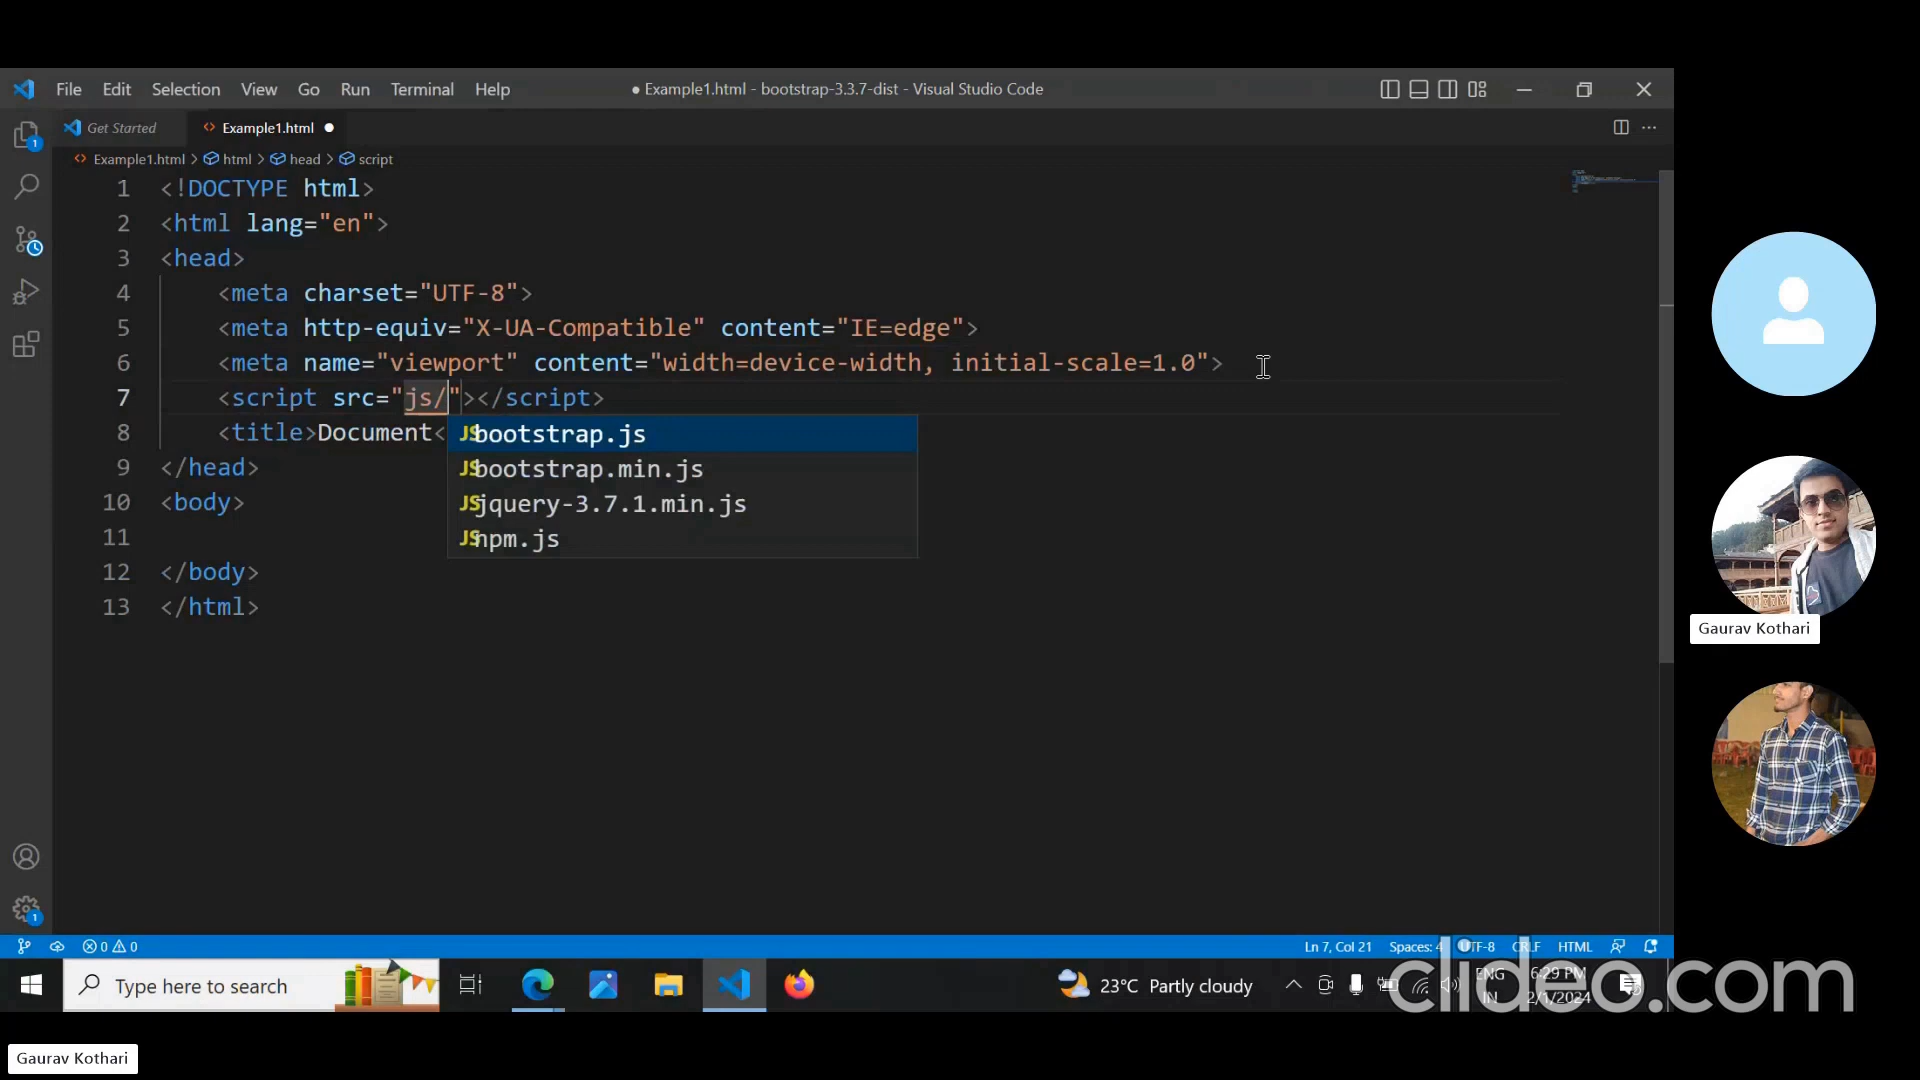 File Edit Selection View Go Run Terminal Help
● Example1.html - bootstrap-3.3.7-dist - Visual Studio Code
Get Started
<> Example1.html ●
<> Example1.html > html > head > script
1 <!DOCTYPE html>
2 <html lang="en">
3 <head>
4 <meta charset="UTF-8">
5 <meta http-equiv="X-UA-Compatible" content="IE=edge">
6 <meta name="viewport" content="width=device-width, initial-scale=1.0">
7 <script src="js/"></script>
8 <title>Document<
JS bootstrap.js
9 </head>
JS bootstrap.min.js
10 <body>
JS jquery-3.7.1.min.js
11
JS npm.js
12 </body>
13 </html>
1
1
Gaurav Kothari
0 0
Ln 7, Col 21 Spaces: 4 UTF-8 CRLF HTML
Type here to search
23°C Partly cloudy
ENG
IN
6:29 PM
2/1/2024
clideo.com
Gaurav Kothari